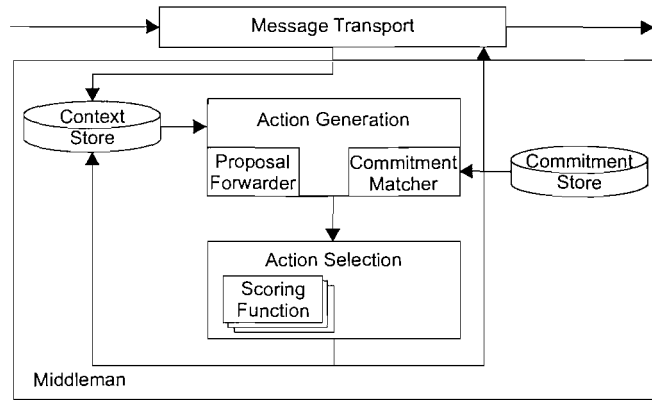 Message Transport
Context
Store
Action Generation
Proposal
Forwarder
Commitment
Matcher
Commitment
Store
Action Selection
Scoring
Function
Middleman